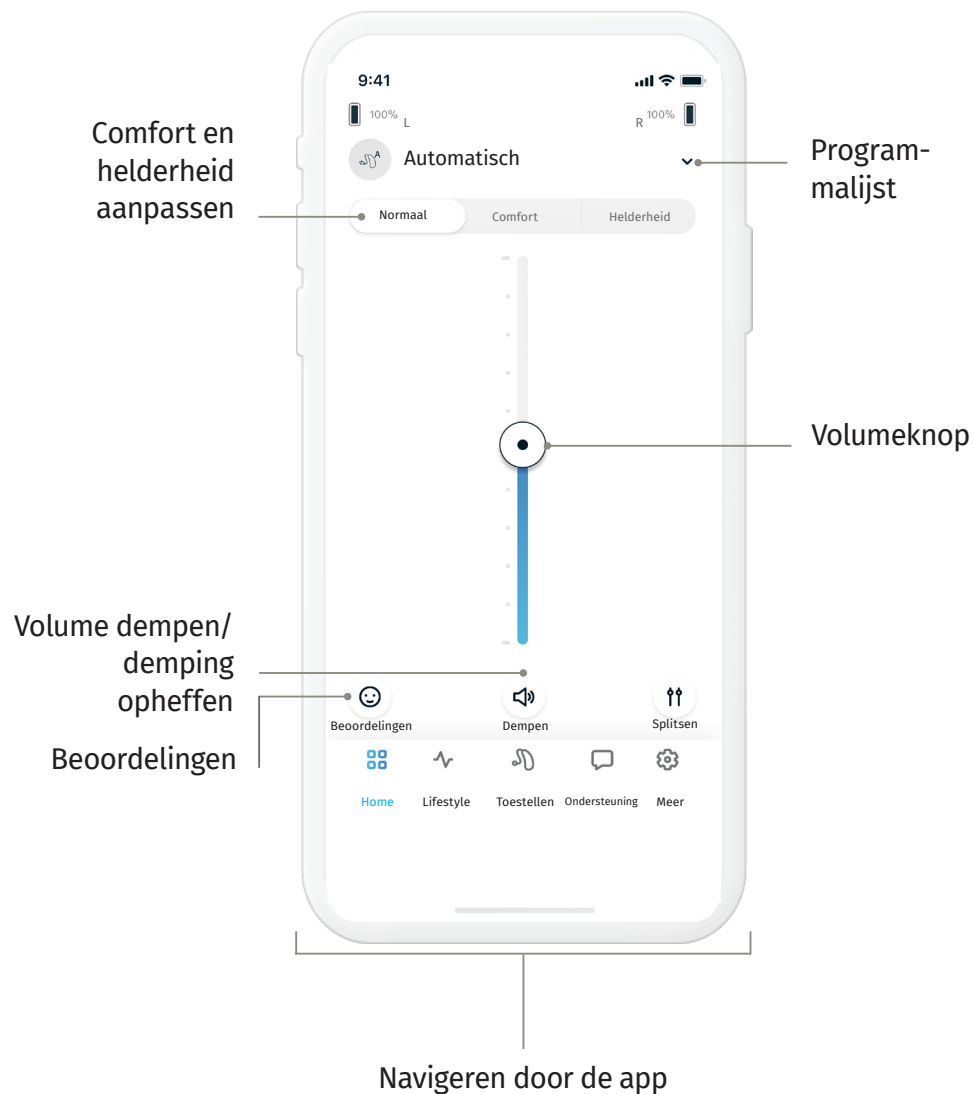 9:41
100% L
R 100%
Comfort en
helderheid
aanpassen
Automatisch
Program-
malijst
Normaal
Comfort
Helderheid
Volumeknop
Volume dempen/
demping
opheffen
Beoordelingen
Beoordelingen
Dempen
Splitsen
Home
Lifestyle
Toestellen
Ondersteuning
Meer
Navigeren door de app